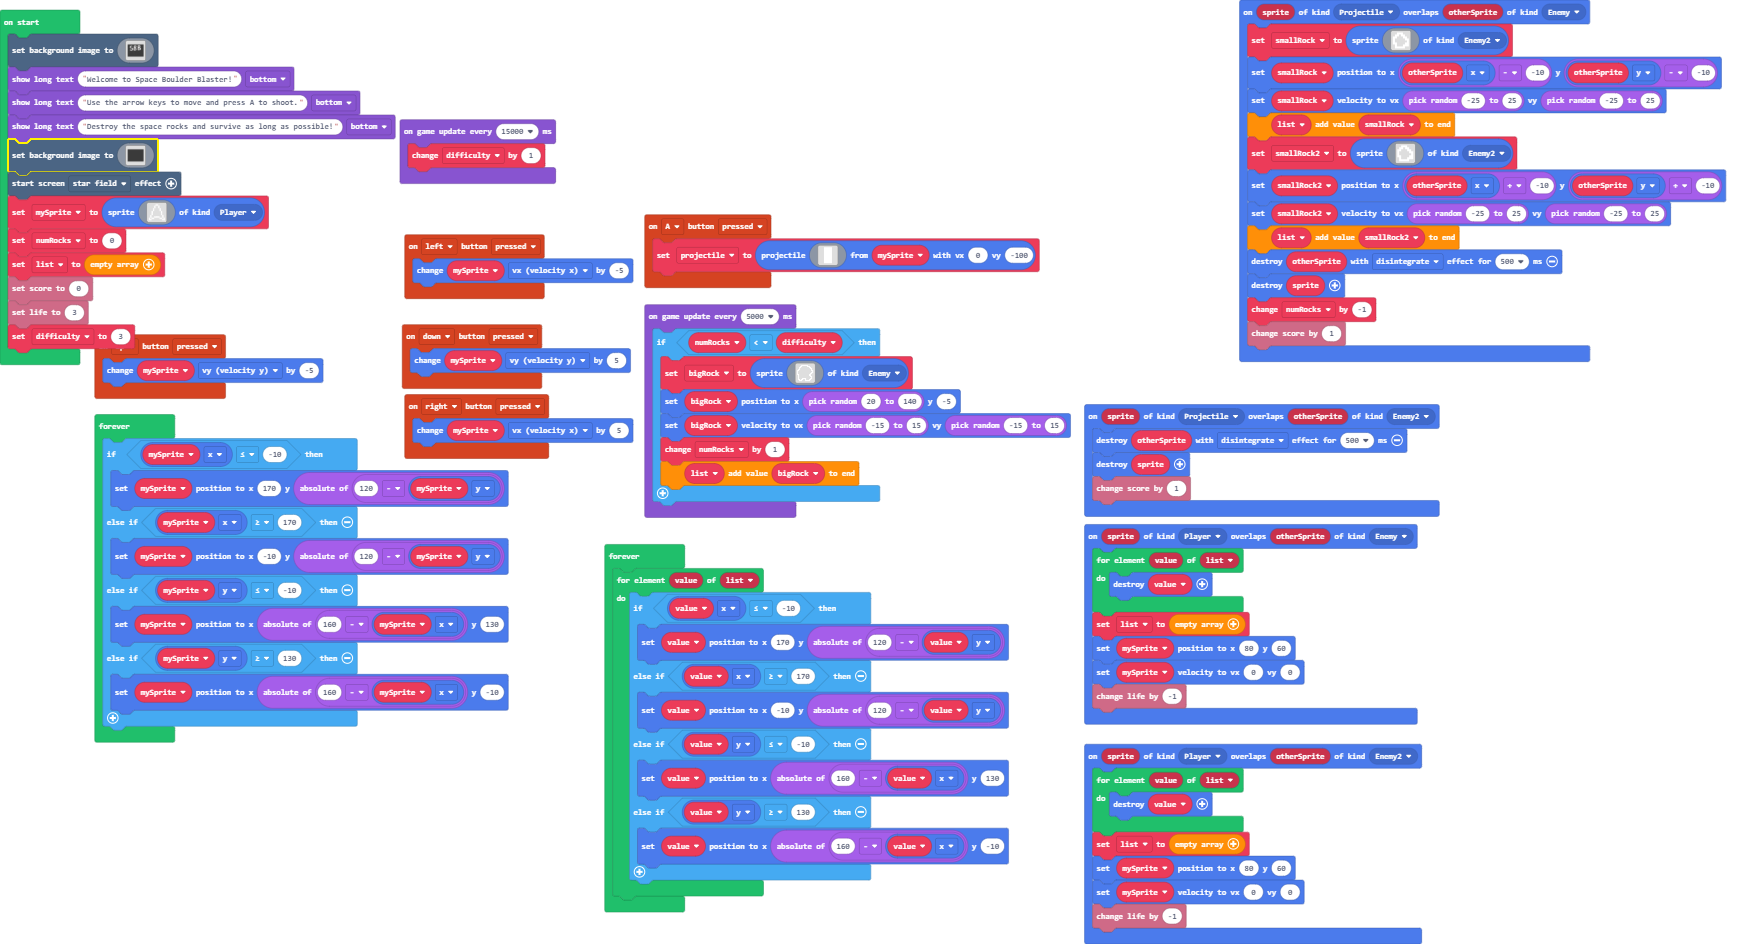 on start
set background image to
show long text "Welcome to Space Boulder Blaster!" bottom
show long text "Use the arrow keys to move and press A to shoot." bottom
show long text "Destroy the space rocks and survive as long as possible!" bottom
set background image to
start screen star field effect
set mySprite to sprite of kind Player
set numRocks to 0
set list to empty array
set score to 0
set life to 3
set difficulty to 3
button pressed
change mySprite vy (velocity y) by -5
forever
if mySprite x ≤ -10 then
set mySprite position to x 170 y absolute of 120 - mySprite y
else if mySprite x ≥ 170 then
set mySprite position to x -10 y absolute of 120 - mySprite y
else if mySprite y ≤ -10 then
set mySprite position to x absolute of 160 - mySprite x y 130
else if mySprite y ≥ 130 then
set mySprite position to x absolute of 160 - mySprite x y -10
on game update every 15000 ms
change difficulty by 1
on left button pressed
change mySprite vx (velocity x) by -5
on down button pressed
change mySprite vy (velocity y) by 5
on right button pressed
change mySprite vx (velocity x) by 5
on A button pressed
set projectile to projectile from mySprite with vx 0 vy -100
on game update every 5000 ms
if numRocks < difficulty then
set bigRock to sprite of kind Enemy
set bigRock position to x pick random 20 to 140 y -5
set bigRock velocity to vx pick random -15 to 15 vy pick random -15 to 15
change numRocks by 1
list add value bigRock to end
forever
for element value of list
do
if value x ≤ -10 then
set value position to x 170 y absolute of 120 - value y
else if value x ≥ 170 then
set value position to x -10 y absolute of 120 - value y
else if value y ≤ -10 then
set value position to x absolute of 160 - value x y 130
else if value y ≥ 130 then
set value position to x absolute of 160 - value x y -10
on sprite of kind Projectile overlaps otherSprite of kind Enemy
set smallRock to sprite of kind Enemy2
set smallRock position to x otherSprite x - -10 y otherSprite y - -10
set smallRock velocity to vx pick random -25 to 25 vy pick random -25 to 25
list add value smallRock to end
set smallRock2 to sprite of kind Enemy2
set smallRock2 position to x otherSprite x + -10 y otherSprite y + -10
set smallRock2 velocity to vx pick random -25 to 25 vy pick random -25 to 25
list add value smallRock2 to end
destroy otherSprite with disintegrate effect for 500 ms
destroy sprite
change numRocks by -1
change score by 1
on sprite of kind Projectile overlaps otherSprite of kind Enemy2
destroy otherSprite with disintegrate effect for 500 ms
destroy sprite
change score by 1
on sprite of kind Player overlaps otherSprite of kind Enemy
for element value of list
do destroy value
set list to empty array
set mySprite position to x 80 y 60
set mySprite velocity to vx 0 vy 0
change life by -1
on sprite of kind Player overlaps otherSprite of kind Enemy2
for element value of list
do destroy value
set list to empty array
set mySprite position to x 80 y 60
set mySprite velocity to vx 0 vy 0
change life by -1